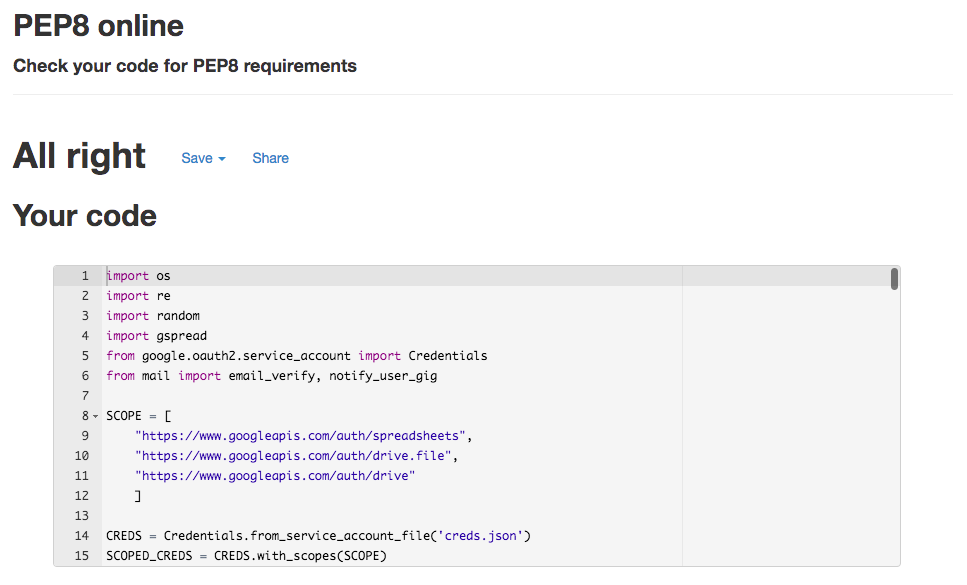 PEP8 online
Check your code for PEP8 requirements
All right Save Share
Your code
1 import os
2 import re
3 import random
4 import gspread
5 from google.oauth2.service_account import Credentials
6 from mail import email_verify, notify_user_gig
7
8 SCOPE = [
9 "https://www.googleapis.com/auth/spreadsheets",
10 "https://www.googleapis.com/auth/drive.file",
11 "https://www.googleapis.com/auth/drive"
12 ]
13
14 CREDS = Credentials.from_service_account_file('creds.json')
15 SCOPED_CREDS = CREDS.with_scopes(SCOPE)